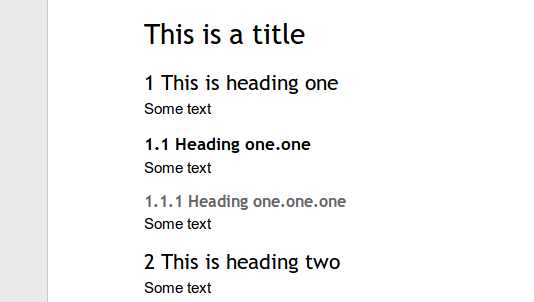 This is a title
1 This is heading one
Some text
1.1 Heading one.one
Some text
1.1.1 Heading one.one.one
Some text
2 This is heading two
Some text